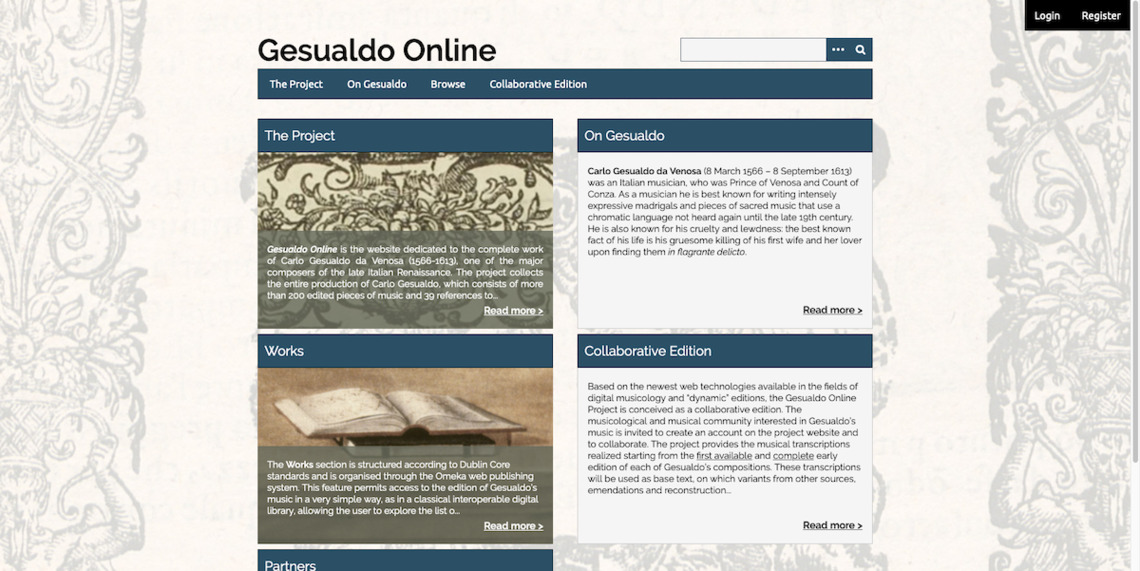 Login Register
Gesualdo Online
The Project On Gesualdo Browse Collaborative Edition
The Project
Gesualdo Online is the website dedicated to the complete work
of Carlo Gesualdo da Venosa (1566-1613), one of the major
composers of the late Italian Renaissance. The project collects
the entire production of Carlo Gesualdo, which consists of more
than 200 edited pieces of music and 39 references to...
Read more >
On Gesualdo
Carlo Gesualdo da Venosa (8 March 1566 – 8 September 1613)
was an Italian musician, who was Prince of Venosa and Count of
Conza. As a musician he is best known for writing intensely
expressive madrigals and pieces of sacred music that use a
chromatic language not heard again until the late 19th century.
He is also known for his cruelty and lewdness: the best known
fact of his life is his gruesome killing of his first wife and her lover
upon finding them in flagrante delicto.
Read more >
Works
The Works section is structured according to Dublin Core
standards and is organised through the Omeka web publishing
system. This feature permits access to the edition of Gesualdo's
music in a very simple way, as in a classical interoperable digital
library, allowing the user to explore the list o...
Read more >
Collaborative Edition
Based on the newest web technologies available in the fields of
digital musicology and “dynamic” editions, the Gesualdo Online
Project is conceived as a collaborative edition. The
musicological and musical community interested in Gesualdo's
music is invited to create an account on the project website and
to collaborate. The project provides the musical transcriptions
realized starting from the first available and complete early
edition of each of Gesualdo's compositions. These transcriptions
will be used as base text, on which variants from other sources,
emendations and reconstruction...
Read more >
Partners